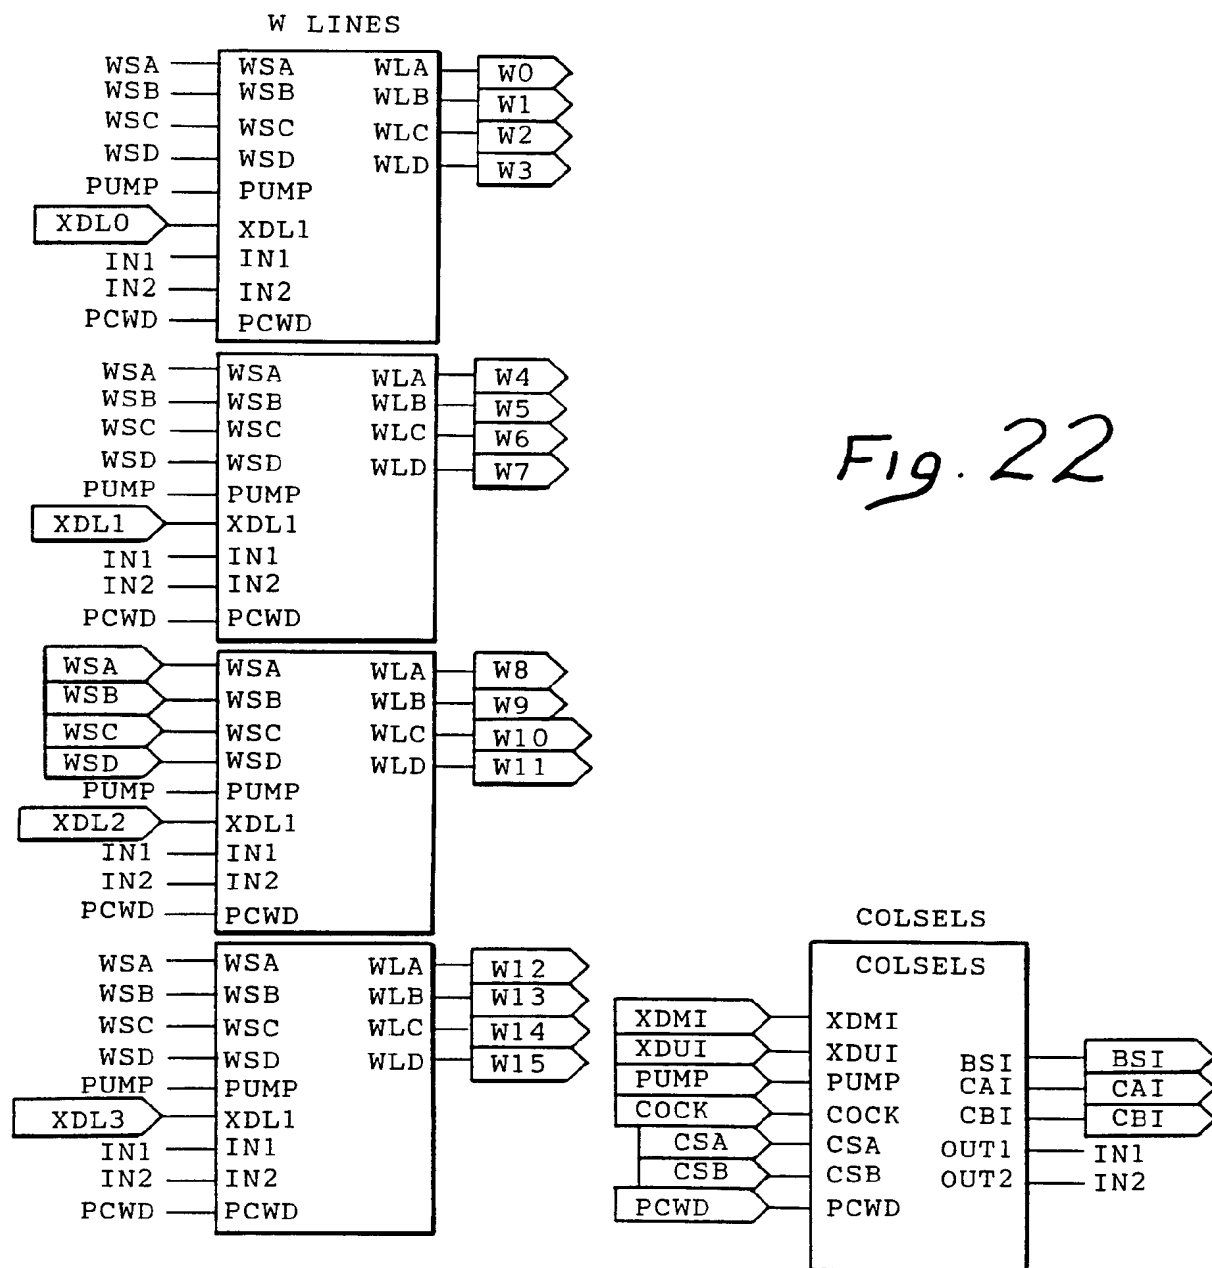 W LINES
WSA WSA WLA W0
WSB WSB WLB W1
WSC WSC WLC W2
WSD WSD WLD W3
PUMP PUMP
XDL0 XDL1
IN1 IN1
IN2 IN2
PCWD PCWD
WSA WSA WLA W4
WSB WSB WLB W5
WSC WSC WLC W6
WSD WSD WLD W7
PUMP PUMP
XDL1 XDL1
IN1 IN1
IN2 IN2
PCWD PCWD
Fig. 22
WSA WSA WLA W8
WSB WSB WLB W9
WSC WSC WLC W10
WSD WSD WLD W11
PUMP PUMP
XDL2 XDL1
IN1 IN1
IN2 IN2
PCWD PCWD
WSA WSA WLA W12
WSB WSB WLB W13
WSC WSC WLC W14
WSD WSD WLD W15
PUMP PUMP
XDL3 XDL1
IN1 IN1
IN2 IN2
PCWD PCWD
COLSELS
COLSELS
XDMI XDMI
XDUI XDUI BSI BSI
PUMP PUMP CAI CAI
COCK COCK CBI CBI
CSA CSA OUT1 IN1
CSB CSB OUT2 IN2
PCWD PCWD